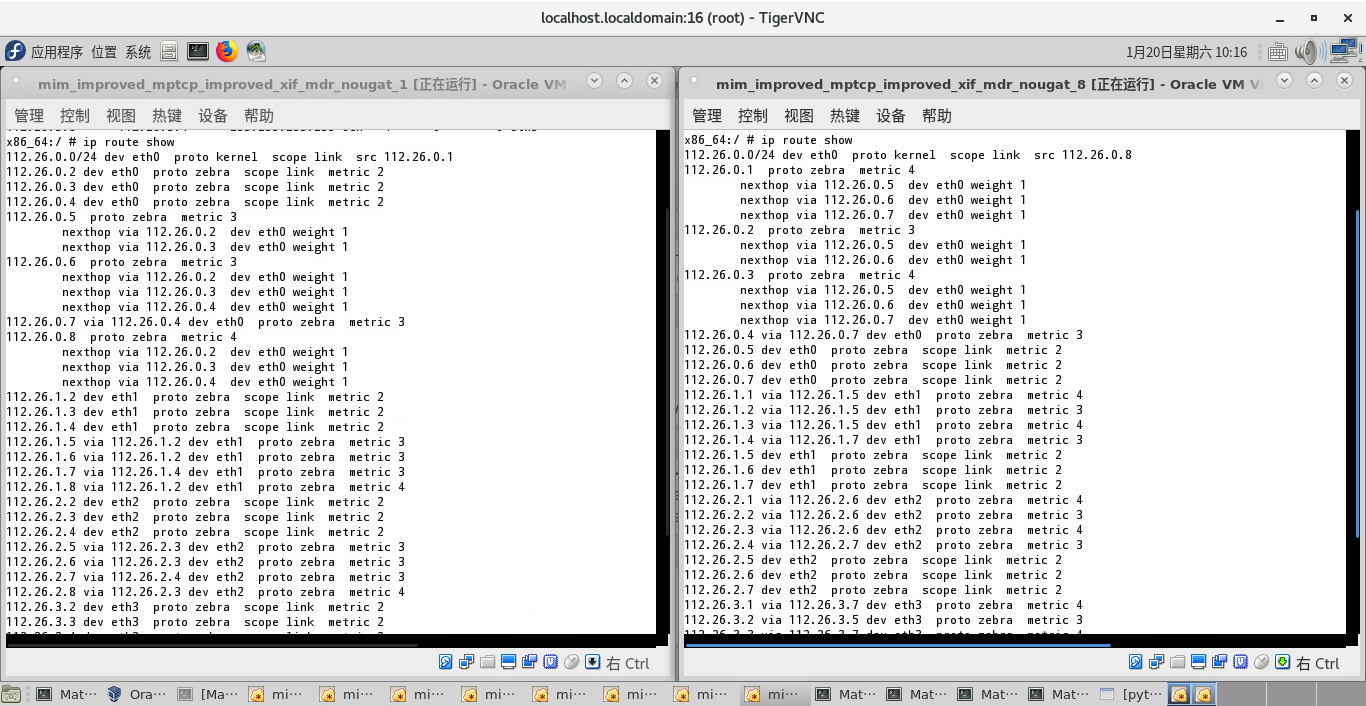 localhost.localdomain:16 (root) - TigerVNC
应用程序 位置 系统
1月20日星期六 10:16
mim_improved_mptcp_improved_xif_mdr_nougat_1 [正在运行] - Oracle VM
管理 控制 视图 热键 设备 帮助
x86_64:/ # ip route show
112.26.0.0/24 dev eth0  proto kernel  scope link  src 112.26.0.1
112.26.0.2 dev eth0  proto zebra  scope link  metric 2
112.26.0.3 dev eth0  proto zebra  scope link  metric 2
112.26.0.4 dev eth0  proto zebra  scope link  metric 2
112.26.0.5  proto zebra  metric 3
nexthop via 112.26.0.2  dev eth0 weight 1
nexthop via 112.26.0.3  dev eth0 weight 1
112.26.0.6  proto zebra  metric 3
nexthop via 112.26.0.2  dev eth0 weight 1
nexthop via 112.26.0.3  dev eth0 weight 1
nexthop via 112.26.0.4  dev eth0 weight 1
112.26.0.7 via 112.26.0.4 dev eth0  proto zebra  metric 3
112.26.0.8  proto zebra  metric 4
nexthop via 112.26.0.2  dev eth0 weight 1
nexthop via 112.26.0.3  dev eth0 weight 1
nexthop via 112.26.0.4  dev eth0 weight 1
112.26.1.2 dev eth1  proto zebra  scope link  metric 2
112.26.1.3 dev eth1  proto zebra  scope link  metric 2
112.26.1.4 dev eth1  proto zebra  scope link  metric 2
112.26.1.5 via 112.26.1.2 dev eth1  proto zebra  metric 3
112.26.1.6 via 112.26.1.2 dev eth1  proto zebra  metric 3
112.26.1.7 via 112.26.1.4 dev eth1  proto zebra  metric 3
112.26.1.8 via 112.26.1.2 dev eth1  proto zebra  metric 4
112.26.2.2 dev eth2  proto zebra  scope link  metric 2
112.26.2.3 dev eth2  proto zebra  scope link  metric 2
112.26.2.4 dev eth2  proto zebra  scope link  metric 2
112.26.2.5 via 112.26.2.3 dev eth2  proto zebra  metric 3
112.26.2.6 via 112.26.2.3 dev eth2  proto zebra  metric 3
112.26.2.7 via 112.26.2.4 dev eth2  proto zebra  metric 3
112.26.2.8 via 112.26.2.3 dev eth2  proto zebra  metric 4
112.26.3.2 dev eth3  proto zebra  scope link  metric 2
112.26.3.3 dev eth3  proto zebra  scope link  metric 2
右 Ctrl
mim_improved_mptcp_improved_xif_mdr_nougat_8 [正在运行] - Oracle VM Vi
管理 控制 视图 热键 设备 帮助
x86_64:/ # ip route show
112.26.0.0/24 dev eth0  proto kernel  scope link  src 112.26.0.8
112.26.0.1  proto zebra  metric 4
nexthop via 112.26.0.5  dev eth0 weight 1
nexthop via 112.26.0.6  dev eth0 weight 1
nexthop via 112.26.0.7  dev eth0 weight 1
112.26.0.2  proto zebra  metric 3
nexthop via 112.26.0.5  dev eth0 weight 1
nexthop via 112.26.0.6  dev eth0 weight 1
112.26.0.3  proto zebra  metric 4
nexthop via 112.26.0.5  dev eth0 weight 1
nexthop via 112.26.0.6  dev eth0 weight 1
nexthop via 112.26.0.7  dev eth0 weight 1
112.26.0.4 via 112.26.0.7 dev eth0  proto zebra  metric 3
112.26.0.5 dev eth0  proto zebra  scope link  metric 2
112.26.0.6 dev eth0  proto zebra  scope link  metric 2
112.26.0.7 dev eth0  proto zebra  scope link  metric 2
112.26.1.1 via 112.26.1.5 dev eth1  proto zebra  metric 4
112.26.1.2 via 112.26.1.5 dev eth1  proto zebra  metric 3
112.26.1.3 via 112.26.1.5 dev eth1  proto zebra  metric 4
112.26.1.4 via 112.26.1.7 dev eth1  proto zebra  metric 3
112.26.1.5 dev eth1  proto zebra  scope link  metric 2
112.26.1.6 dev eth1  proto zebra  scope link  metric 2
112.26.1.7 dev eth1  proto zebra  scope link  metric 2
112.26.2.1 via 112.26.2.6 dev eth2  proto zebra  metric 4
112.26.2.2 via 112.26.2.6 dev eth2  proto zebra  metric 3
112.26.2.3 via 112.26.2.6 dev eth2  proto zebra  metric 4
112.26.2.4 via 112.26.2.7 dev eth2  proto zebra  metric 3
112.26.2.5 dev eth2  proto zebra  scope link  metric 2
112.26.2.6 dev eth2  proto zebra  scope link  metric 2
112.26.2.7 dev eth2  proto zebra  scope link  metric 2
112.26.3.1 via 112.26.3.7 dev eth3  proto zebra  metric 4
112.26.3.2 via 112.26.3.5 dev eth3  proto zebra  metric 3
右 Ctrl
Mat··· Ora··· [Ma··· mi··· mi··· mi··· mi··· mi··· mi··· mi··· mi··· Mat··· Mat··· Mat··· Mat··· [pyt···